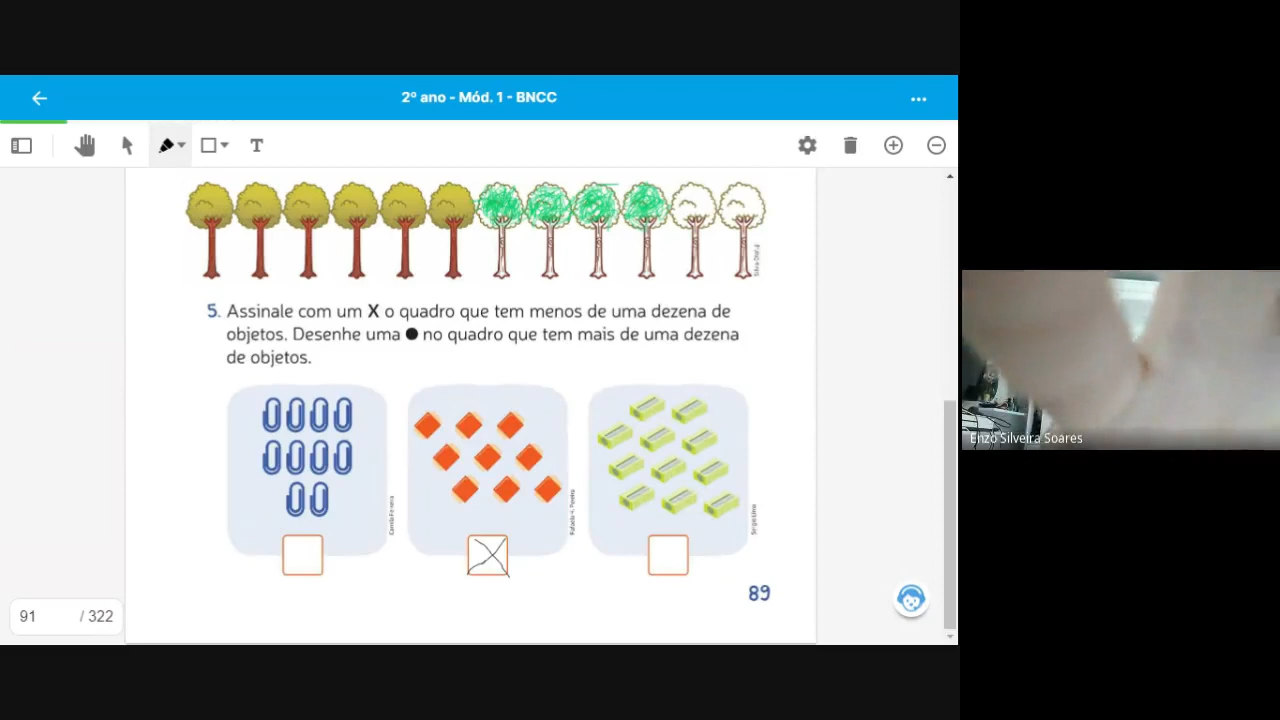 2º ano - Mód. 1 - BNCC
T
5. Assinale com um X o quadro que tem menos de uma dezena de
objetos. Desenhe uma ● no quadro que tem mais de uma dezena
de objetos.
89
91 / 322
Enzo Silveira Soares